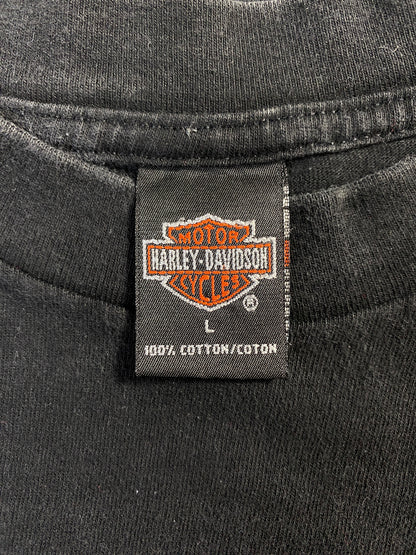 MOTOR
HARLEY-DAVIDSON
CYCLES
®
L
100% COTTON/COTON